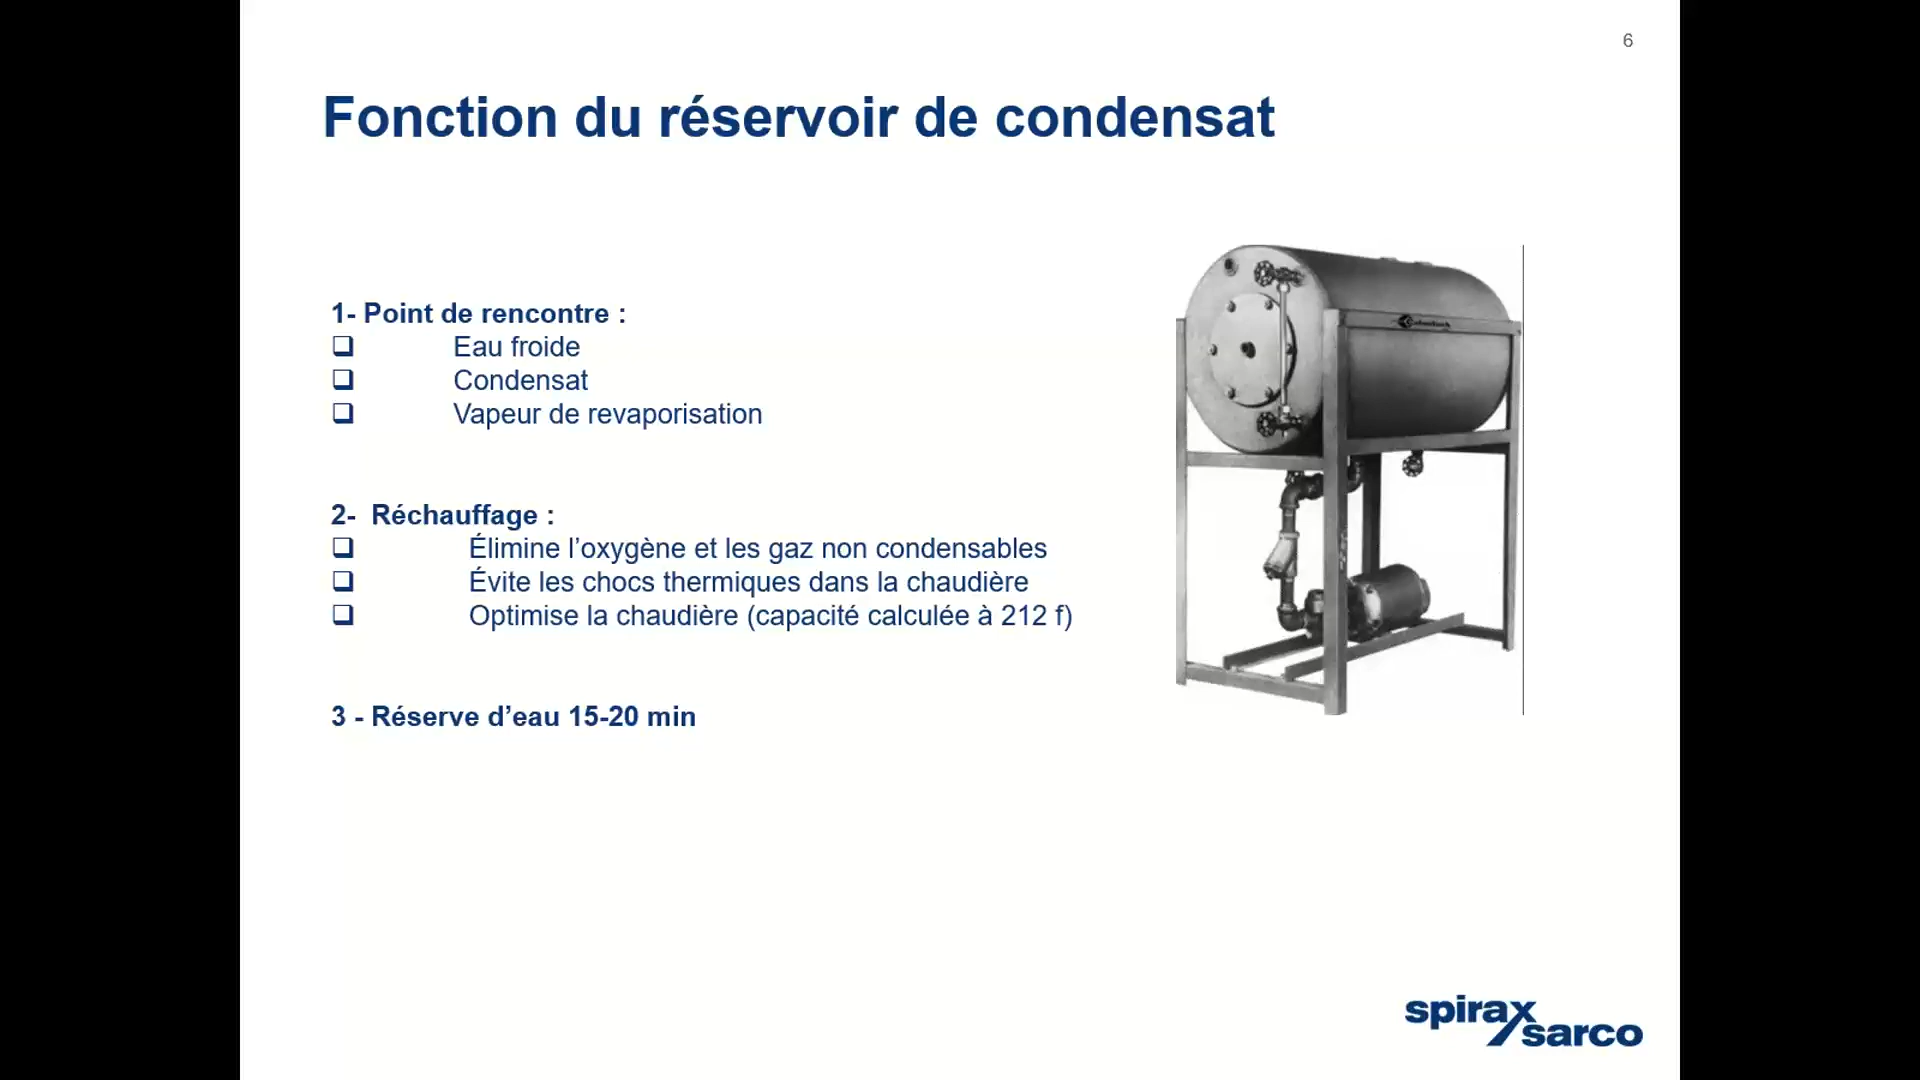 6
Fonction du réservoir de condensat
1- Point de rencontre :
Eau froide
Condensat
Vapeur de revaporisation
2- Réchauffage :
Élimine l’oxygène et les gaz non condensables
Évite les chocs thermiques dans la chaudière
Optimise la chaudière (capacité calculée à 212 f)
3 - Réserve d’eau 15-20 min
spirax
sarco